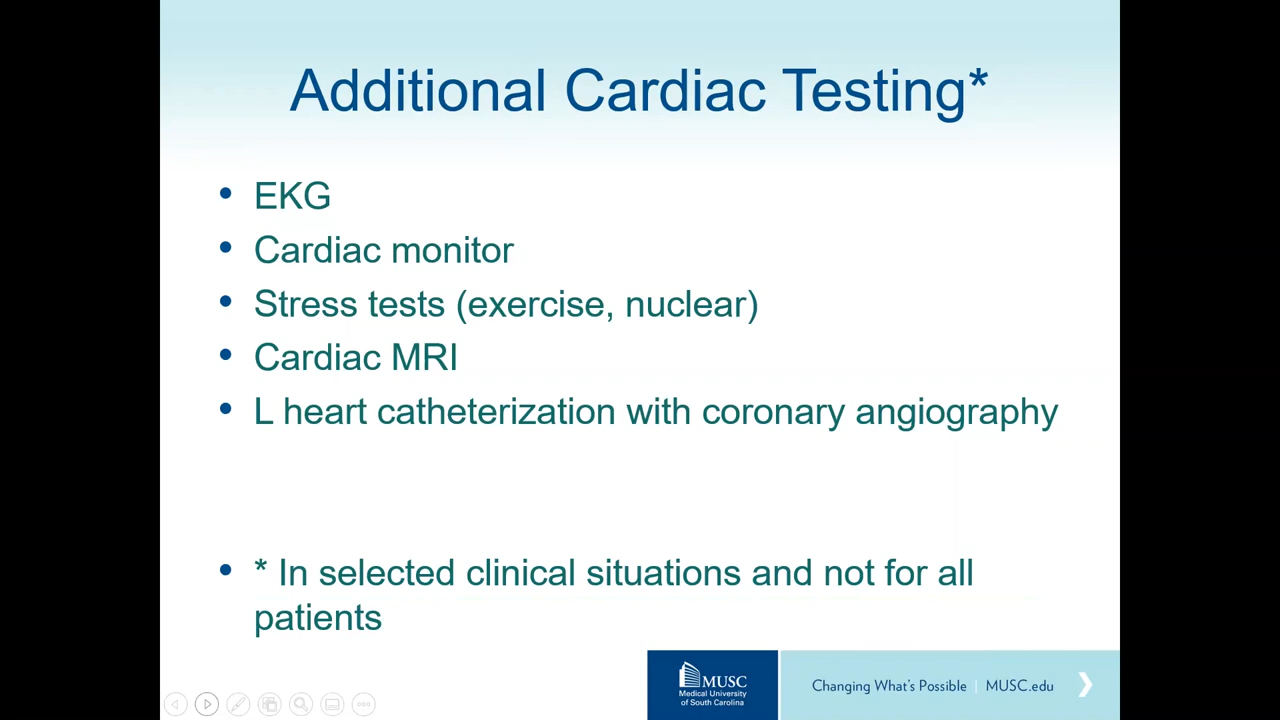 Additional Cardiac Testing*
• EKG
• Cardiac monitor
• Stress tests (exercise, nuclear)
• Cardiac MRI
• L heart catheterization with coronary angiography
• * In selected clinical situations and not for all
patients
MUSC
Medical University
of South Carolina
Changing What's Possible | MUSC.edu